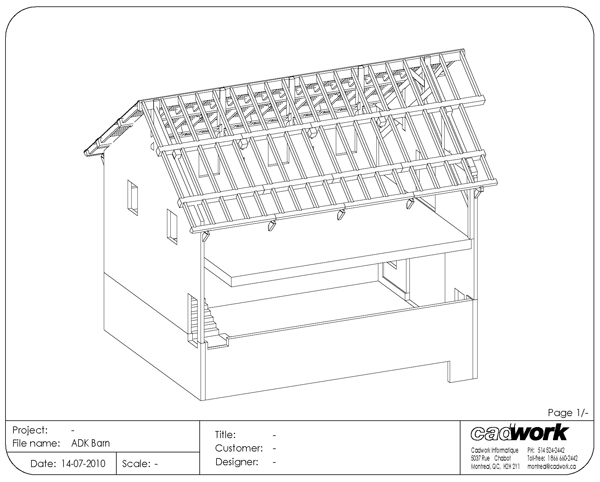 Page 1/-
Project: -
File name: ADK Barn
Date: 14-07-2010
Scale: -
Title: -
Customer: -
Designer: -
cadwork
Cadwork Informatique
5037 Rue Chabot
Montreal, QC, H2H 211
PH: 514 524-2442
Toll-free: 1 866 660-2442
montreal@cadwork.ca